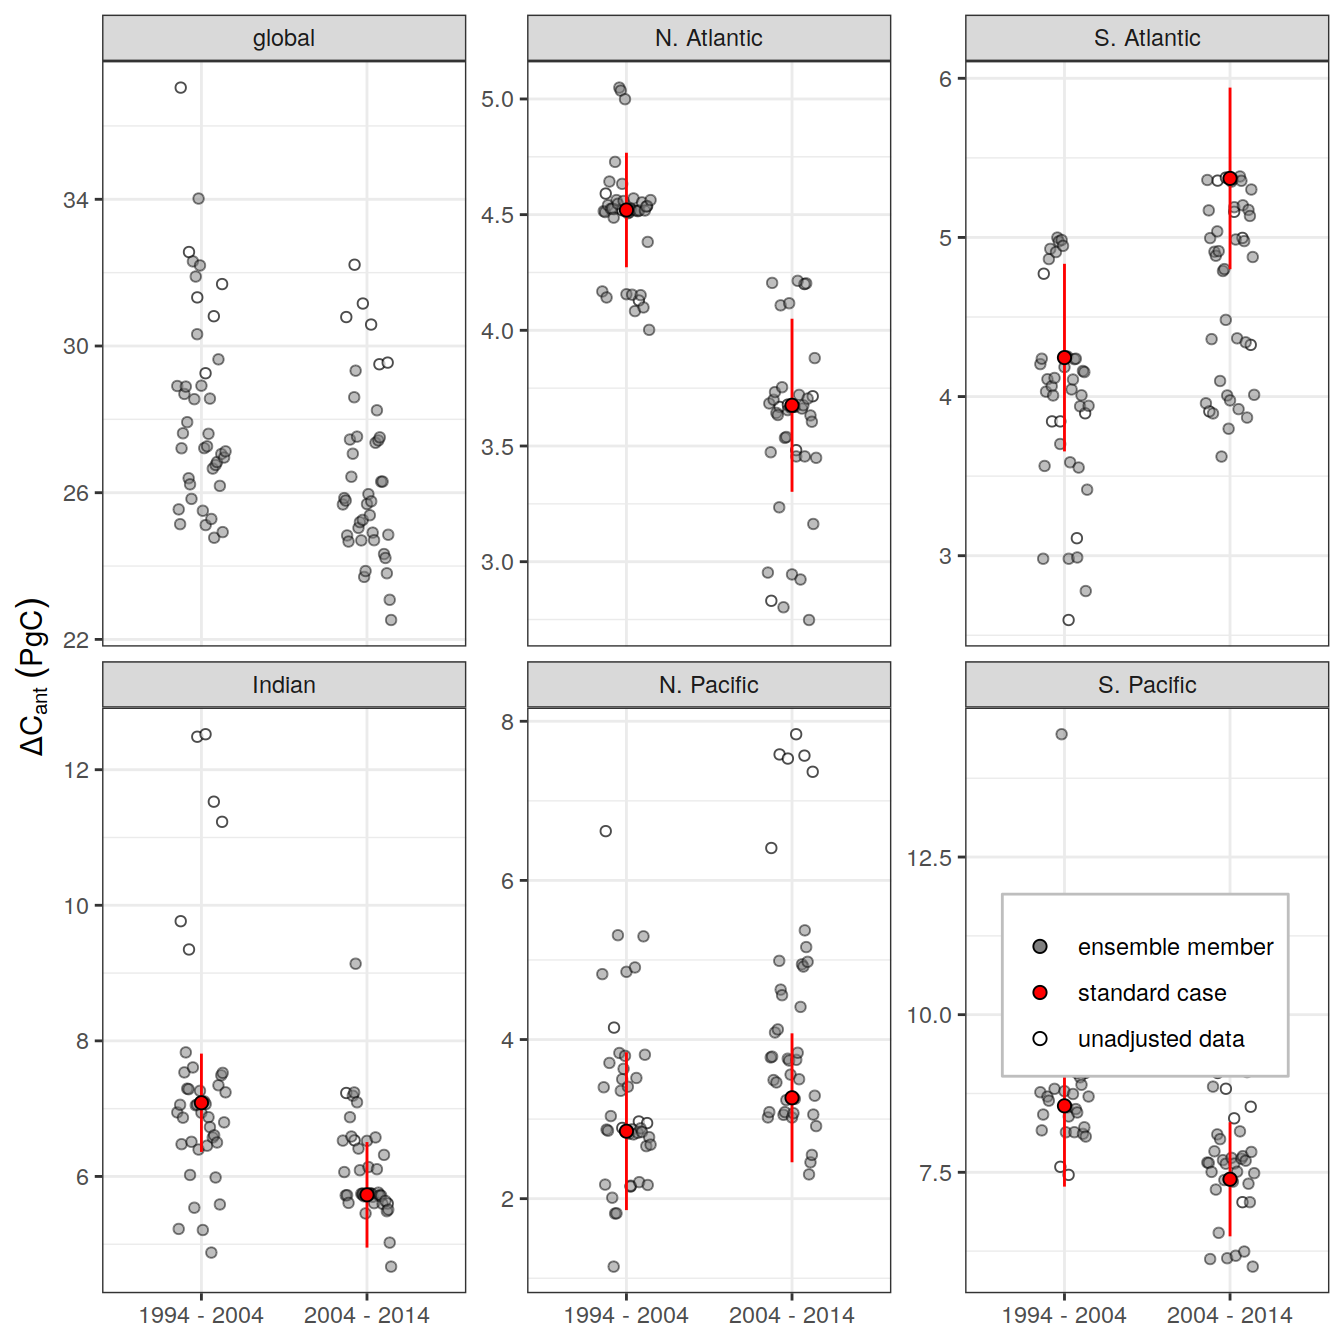 global
N. Atlantic
S. Atlantic
34
30
26
22
5.0
4.5
4.0
3.5
3.0
6
5
4
3
ΔCant (PgC)
Indian
N. Pacific
S. Pacific
12
10
8
6
8
6
4
2
12.5
10.0
7.5
ensemble member
standard case
unadjusted data
1994 - 2004
2004 - 2014
1994 - 2004
2004 - 2014
1994 - 2004
2004 - 2014